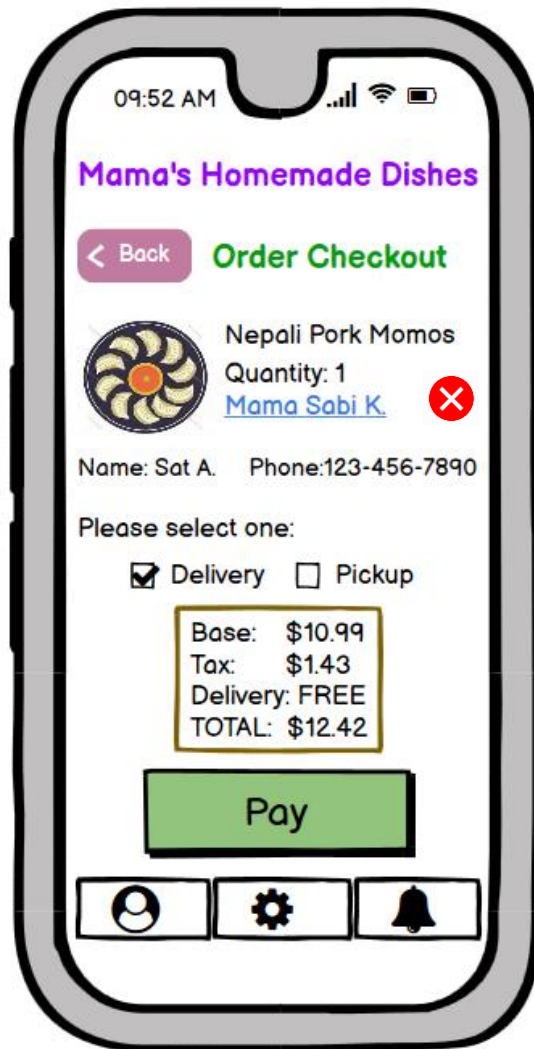 09:52 AM
Mama's Homemade Dishes
Back
Order Checkout
Nepali Pork Momos
Quantity: 1
Mama Sabi K.
Name: Sat A. Phone:123-456-7890
Please select one:
Delivery Pickup
Base: $10.99
Tax: $1.43
Delivery: FREE
TOTAL: $12.42
Pay